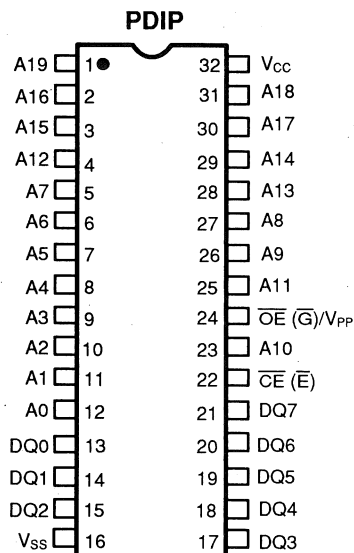 PDIP
A19 1 32 VCC
A16 2 31 A18
A15 3 30 A17
A12 4 29 A14
A7 5 28 A13
A6 6 27 A8
A5 7 26 A9
A4 8 25 A11
A3 9 24 O̅E̅ (G̅)/VPP
A2 10 23 A10
A1 11 22 C̅E̅ (E̅)
A0 12 21 DQ7
DQ0 13 20 DQ6
DQ1 14 19 DQ5
DQ2 15 18 DQ4
VSS 16 17 DQ3